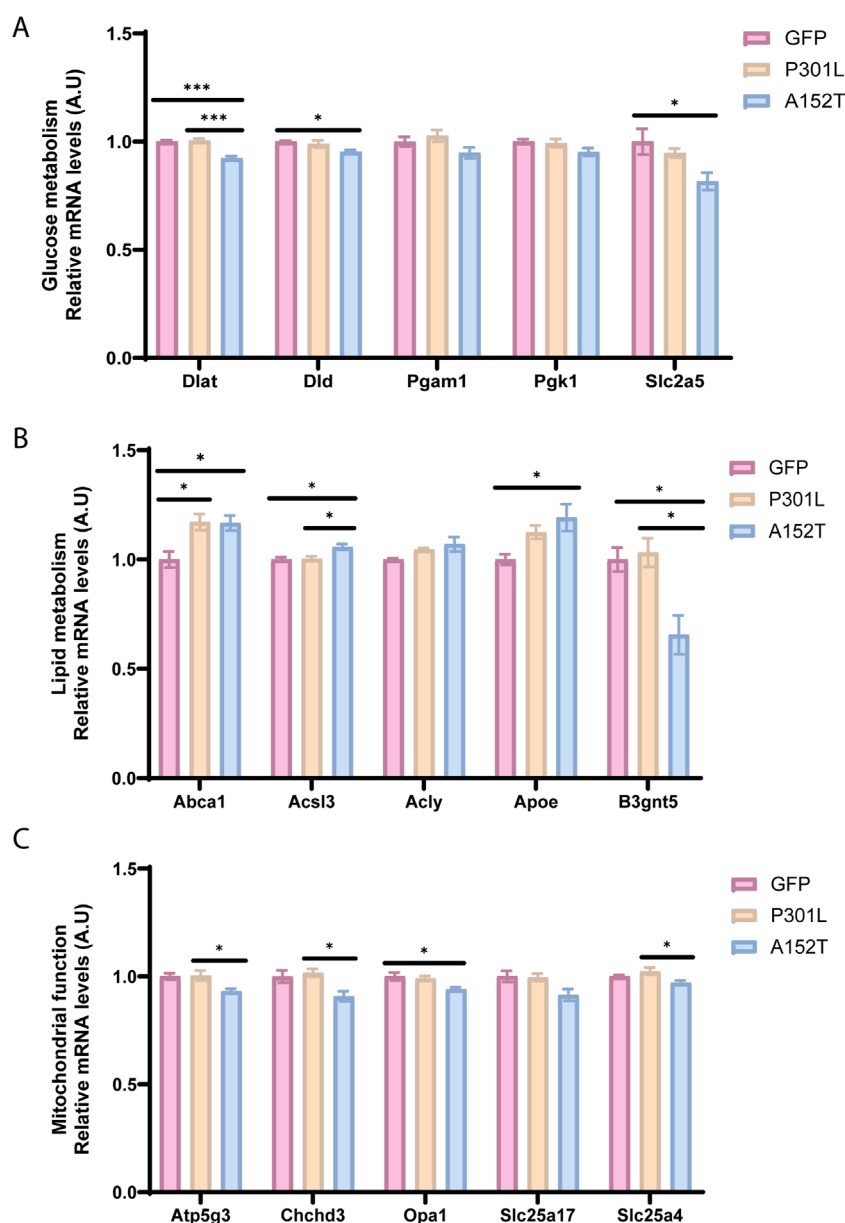 A
Glucose metabolism
Relative mRNA levels (A.U)
1.5
1.0
0.5
0.0
***
***
*
*
Dlat
Dld
Pgam1
Pgk1
Slc2a5
GFP
P301L
A152T
B
Lipid metabolism
Relative mRNA levels (A.U)
1.5
1.0
0.5
0.0
*
*
*
*
*
*
*
Abca1
Acsl3
Acly
Apoe
B3gnt5
GFP
P301L
A152T
C
Mitochondrial function
Relative mRNA levels (A.U)
1.5
1.0
0.5
0.0
*
*
*
*
Atp5g3
Chchd3
Opa1
Slc25a17
Slc25a4
GFP
P301L
A152T